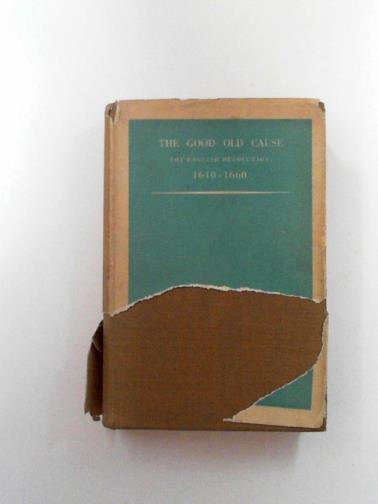 THE GOOD OLD CAUSE
THE ENGLISH REVOLUTION
1640-1660